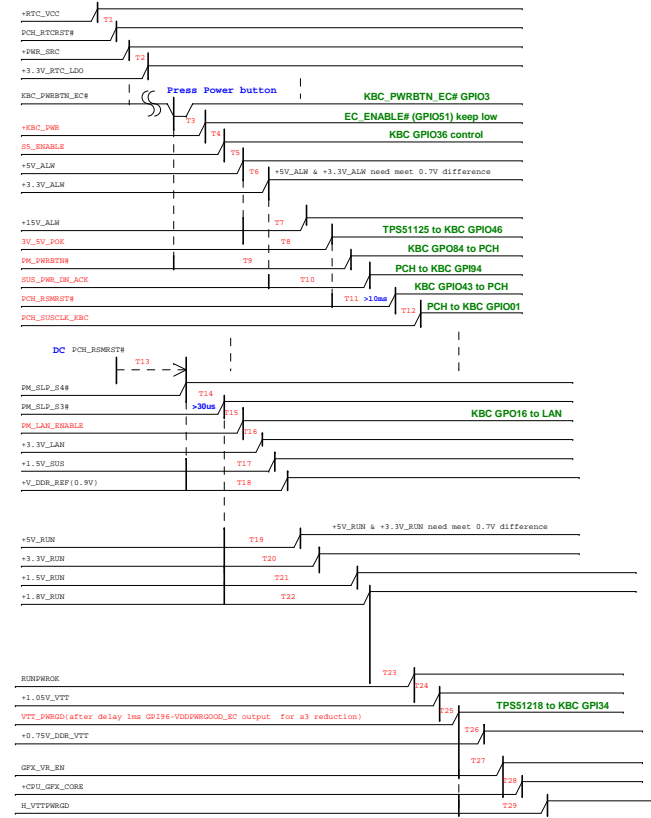 +RTC_VCC
T1
PCH_RTCRST#
+PWR_SRC
T2
+3.3V_RTC_LDO
Press Power button
KBC_PWRBTN_EC#
KBC_PWRBTN_EC# GPIO3
T3
EC_ENABLE# (GPIO51) keep low
+KBC_PWR
T4
KBC GPIO36 control
S5_ENABLE
T5
+5V_ALW
T6
+5V_ALW & +3.3V_ALW need meet 0.7V difference
+3.3V_ALW
+15V_ALW
T7
TPS51125 to KBC GPIO46
3V_5V_POK
T8
KBC GPO84 to PCH
PM_PWRBTN#
T9
PCH to KBC GPI94
SUS_PWR_DN_ACK
T10
KBC GPIO43 to PCH
PCH_RSMRST#
T11 >10ms
T12
PCH to KBC GPIO01
PCH_SUSCLK_KBC
DC PCH_RSMRST#
T13
PM_SLP_S4#
T14
PM_SLP_S3#
>30us
T15
KBC GPO16 to LAN
PM_LAN_ENABLE
T16
+3.3V_LAN
+1.5V_SUS
T17
+V_DDR_REF(0.9V)
T18
+5V_RUN & +3.3V_RUN need meet 0.7V difference
+5V_RUN
T19
+3.3V_RUN
T20
+1.5V_RUN
T21
+1.8V_RUN
T22
RUNPWROK
T23
T24
+1.05V_VTT
T25
TPS51218 to KBC GPI34
VTT_PWRGD(after delay 1ms GPI96-VDDPWRGOOD_EC output for s3 reduction)
T26
+0.75V_DDR_VTT
GFX_VR_EN
T27
+CPU_GFX_CORE
T28
H_VTTPWRGD
T29